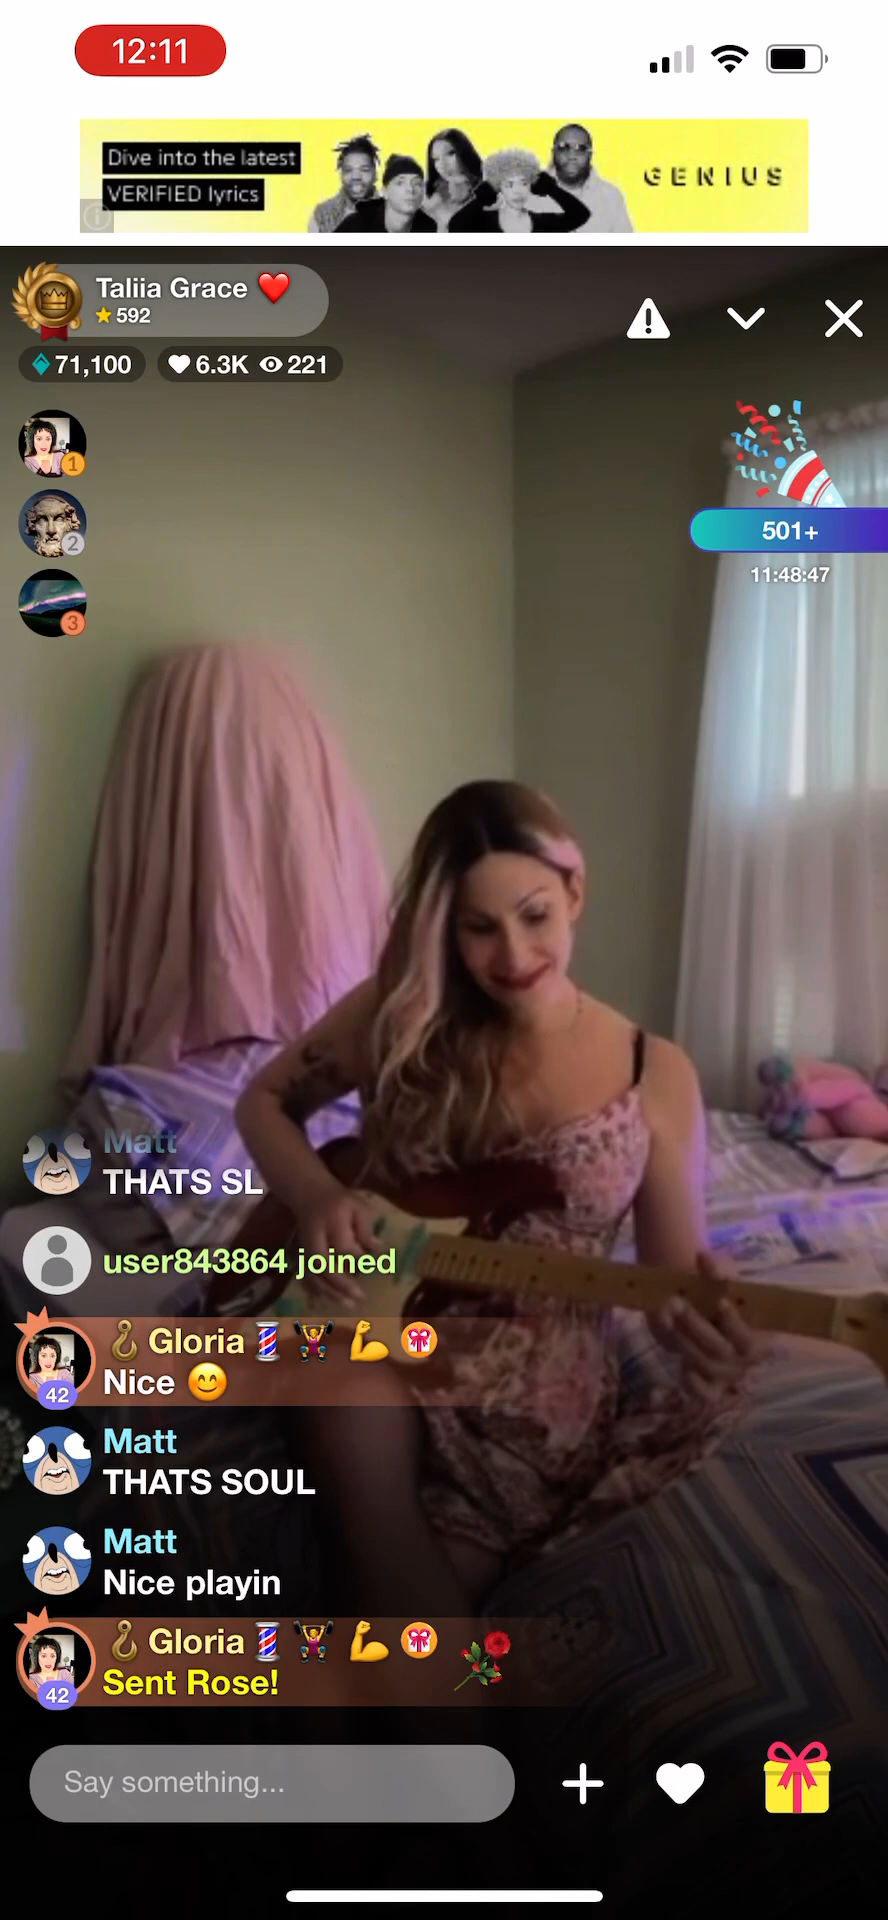 12:11
Dive into the latest
VERIFIED lyrics
GENIUS
Taliia Grace ❤️
592
71,100
6.3K
221
1
2
3
501+
11:48:47
Matt
THATS SL
user843864 joined
🪝 Gloria 💈 🏋️‍♀️ 💪
42
Nice 😊
Matt
THATS SOUL
Matt
Nice playin
🪝 Gloria 💈 🏋️‍♀️ 💪
42
Sent Rose!
Say something...